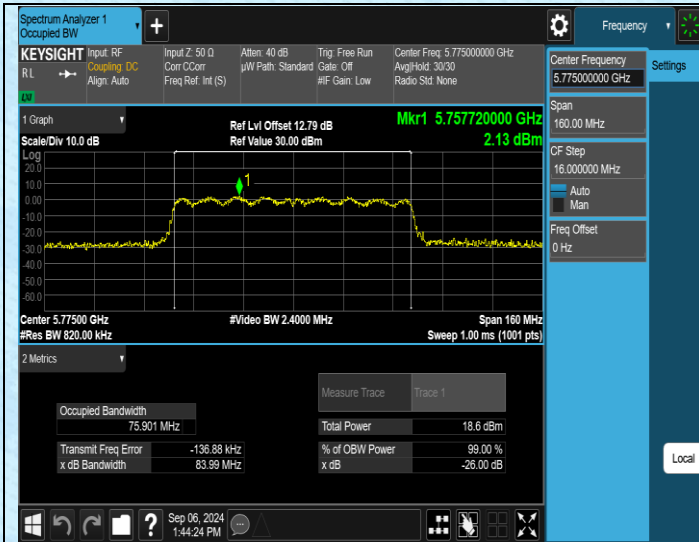 Spectrum Analyzer 1
Occupied BW
Frequency
KEYSIGHT
RL
LU
Input: RF
Coupling: DC
Align: Auto
Input Z: 50 Ω
Corr CCorr
Freq Ref: Int (S)
Atten: 40 dB
µW Path: Standard
Trig: Free Run
Gate: Off
#IF Gain: Low
Center Freq: 5.775000000 GHz
Avg|Hold: 30/30
Radio Std: None
Center Frequency
5.775000000 GHz
Settings
Span
160.00 MHz
CF Step
16.000000 MHz
Auto
Man
Freq Offset
0 Hz
Local
1 Graph
Scale/Div 10.0 dB
Ref Lvl Offset 12.79 dB
Ref Value 30.00 dBm
Mkr1 5.757720000 GHz
2.13 dBm
Log
20.0
10.0
0.00
-10.0
-20.0
-30.0
-40.0
-50.0
-60.0
1
Center 5.77500 GHz
#Res BW 820.00 kHz
#Video BW 2.4000 MHz
Span 160 MHz
Sweep 1.00 ms (1001 pts)
2 Metrics
Measure Trace
Trace 1
Occupied Bandwidth
75.901 MHz
Total Power
18.6 dBm
Transmit Freq Error
-136.88 kHz
% of OBW Power
99.00 %
x dB Bandwidth
83.99 MHz
x dB
-26.00 dB
?
Sep 06, 2024
1:44:24 PM